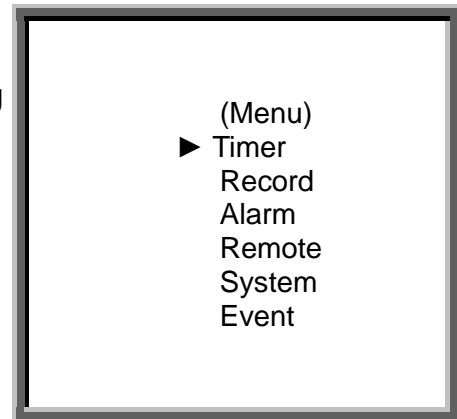 (Menu)
► Timer
Record
Alarm
Remote
System
Event